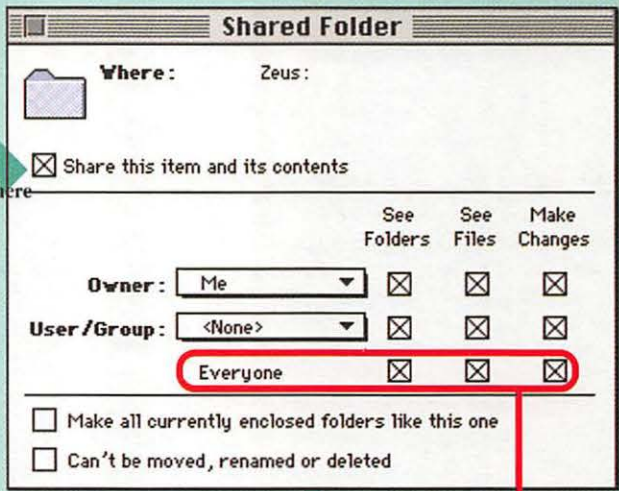 Shared Folder
Where: Zeus:
Share this item and its contents
here
See Folders See Files Make Changes
Owner: Me
User/Group: <None>
Everyone
Make all currently enclosed folders like this one
Can't be moved, renamed or deleted